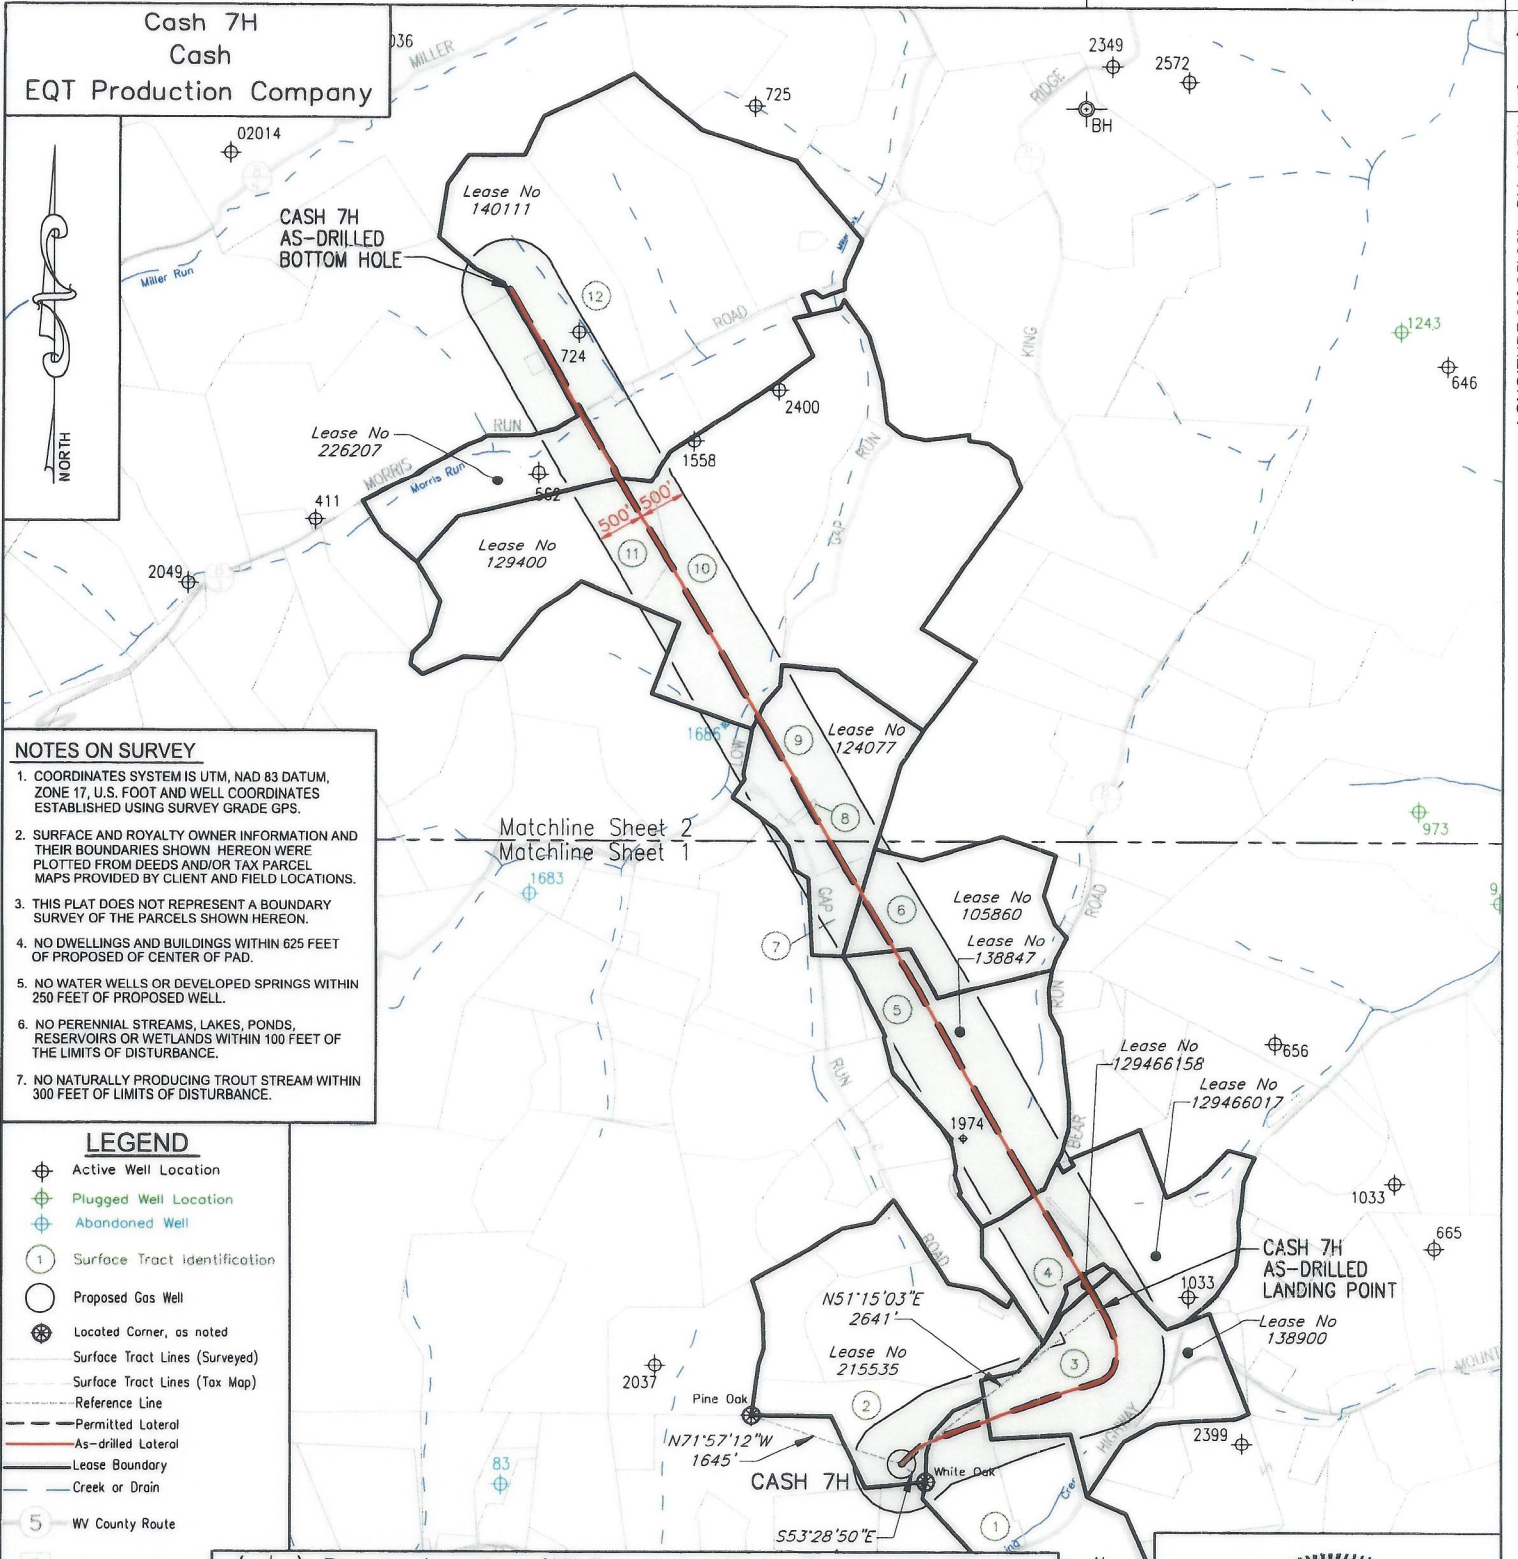 Cash 7H
Cash
EQT Production Company
NORTH
036
MILLER
02014
725
2349
2572
RIDGE
BH
Lease No
140111
CASH 7H
AS-DRILLED
BOTTOM HOLE
Miller Run
12
724
ROAD
KING
1243
646
2400
1558
RUN
GAP
Lease No
226207
RUN
MORRIS
Morris Run
562
411
500'
500'
2049
Lease No
129400
11
10
1686
LOW
9
Lease No
124077
8
973
Matchline Sheet 2
Matchline Sheet 1
NOTES ON SURVEY
1. COORDINATES SYSTEM IS UTM, NAD 83 DATUM,
ZONE 17, U.S. FOOT AND WELL COORDINATES
ESTABLISHED USING SURVEY GRADE GPS.
2. SURFACE AND ROYALTY OWNER INFORMATION AND
THEIR BOUNDARIES SHOWN HEREON WERE
PLOTTED FROM DEEDS AND/OR TAX PARCEL
MAPS PROVIDED BY CLIENT AND FIELD LOCATIONS.
3. THIS PLAT DOES NOT REPRESENT A BOUNDARY
SURVEY OF THE PARCELS SHOWN HEREON.
4. NO DWELLINGS AND BUILDINGS WITHIN 625 FEET
OF PROPOSED OF CENTER OF PAD.
5. NO WATER WELLS OR DEVELOPED SPRINGS WITHIN
250 FEET OF PROPOSED WELL.
6. NO PERENNIAL STREAMS, LAKES, PONDS,
RESERVOIRS OR WETLANDS WITHIN 100 FEET OF
THE LIMITS OF DISTURBANCE.
7. NO NATURALLY PRODUCING TROUT STREAM WITHIN
300 FEET OF LIMITS OF DISTURBANCE.
1683
GAP
6
7
Lease No
105860
Lease No
138847
ROAD
RUN
5
RUN
656
Lease No
129466158
Lease No
129466017
1974
BEAR
1033
665
ROAD
4
CASH 7H
AS-DRILLED
LANDING POINT
1033
Lease No
138900
N51°15'03"E
2641'
Lease No
215535
3
2
2037
Pine Oak
N71°57'12"W
1645'
CASH 7H
White Oak
S53°28'50"E
1
HIGHWAY
MOUNT
2399
83
LEGEND
Active Well Location
Plugged Well Location
Abandoned Well
1 Surface Tract Identification
Proposed Gas Well
Located Corner, as noted
Surface Tract Lines (Surveyed)
Surface Tract Lines (Tax Map)
Reference Line
Permitted Lateral
As-drilled Lateral
Lease Boundary
Creek or Drain
5 WV County Route